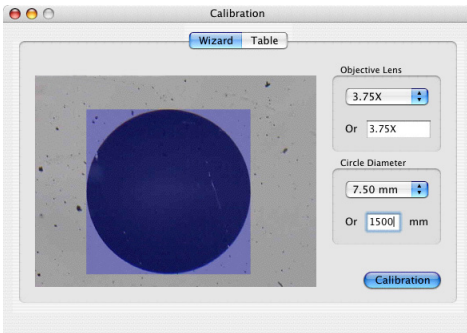 Calibration
Wizard Table
Objective Lens
3.75X
Or 3.75X
Circle Diameter
7.50 mm
Or 1500 mm
Calibration